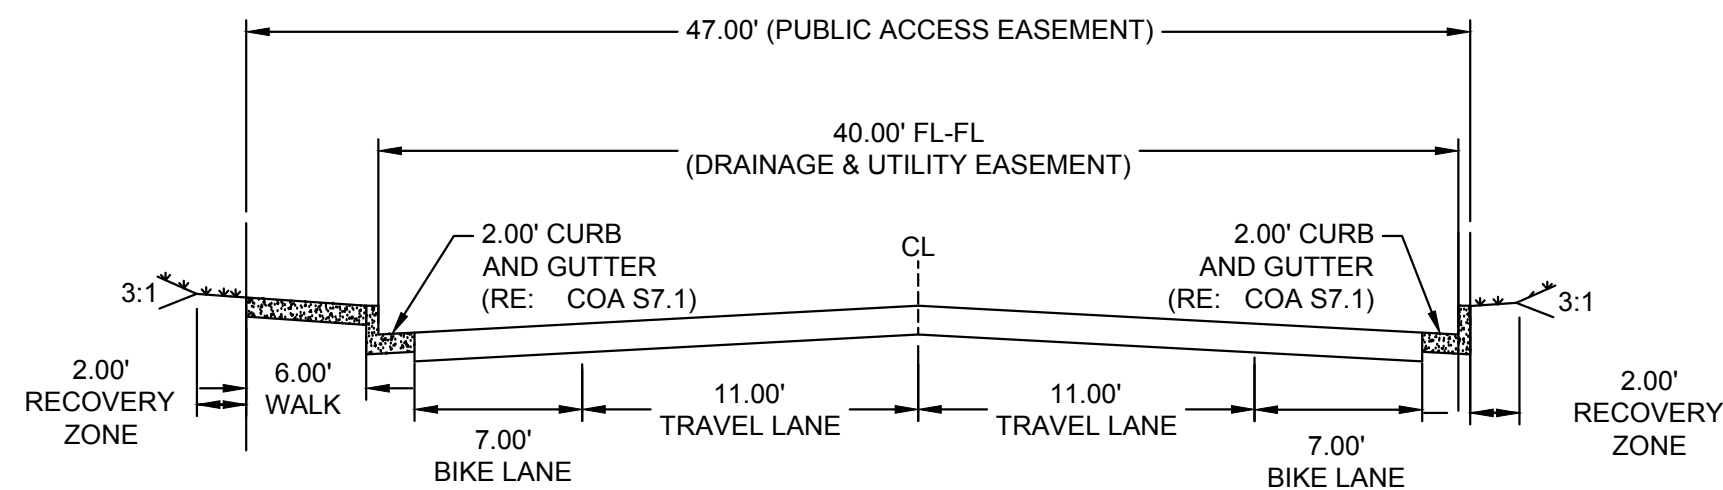 47.00' (PUBLIC ACCESS EASEMENT)
40.00' FL-FL
(DRAINAGE & UTILITY EASEMENT)
2.00' CURB
AND GUTTER
(RE: COA S7.1)
CL
2.00' CURB
AND GUTTER
(RE: COA S7.1)
3:1
3:1
2.00'
RECOVERY
ZONE
6.00'
WALK
7.00'
BIKE LANE
11.00'
TRAVEL LANE
11.00'
TRAVEL LANE
7.00'
BIKE LANE
2.00'
RECOVERY
ZONE